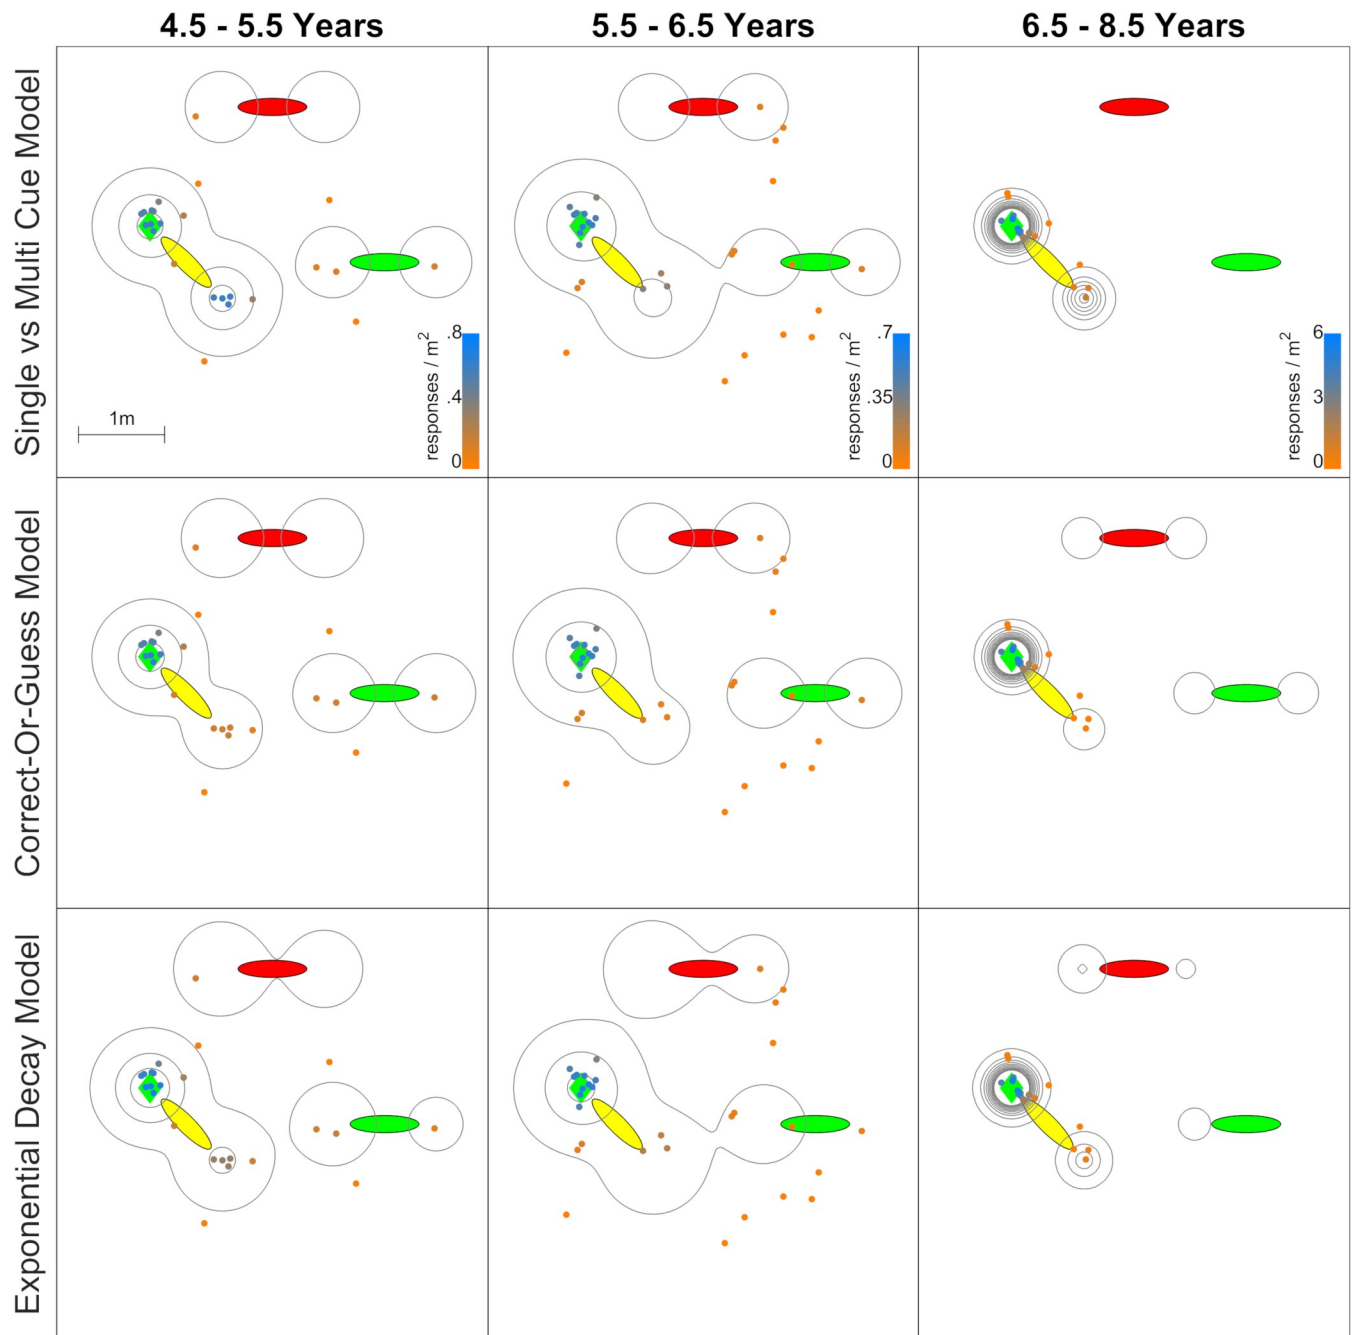 4.5 - 5.5 Years
5.5 - 6.5 Years
6.5 - 8.5 Years
Single vs Multi Cue Model
1m
responses / m²
.8
.4
0
responses / m²
.7
.35
0
responses / m²
6
3
0
Correct-Or-Guess Model
Exponential Decay Model